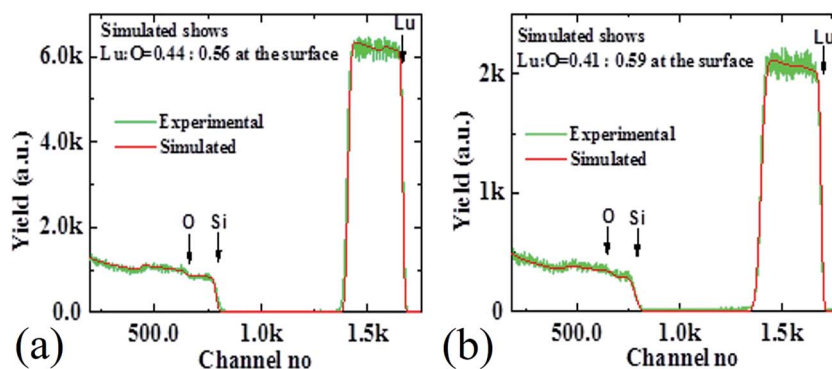 Simulated shows
Lu:O=0.44 : 0.56 at the surface
Lu
Experimental
Simulated
O
Si
6.0k
4.0k
2.0k
0.0
Yield (a.u.)
500.0
1.0k
1.5k
Channel no
(a)
Simulated shows
Lu:O=0.41 : 0.59 at the surface
Lu
Experimental
Simulated
O
Si
2k
1k
0
Yield (a.u.)
500.0
1.0k
1.5k
Channel no
(b)